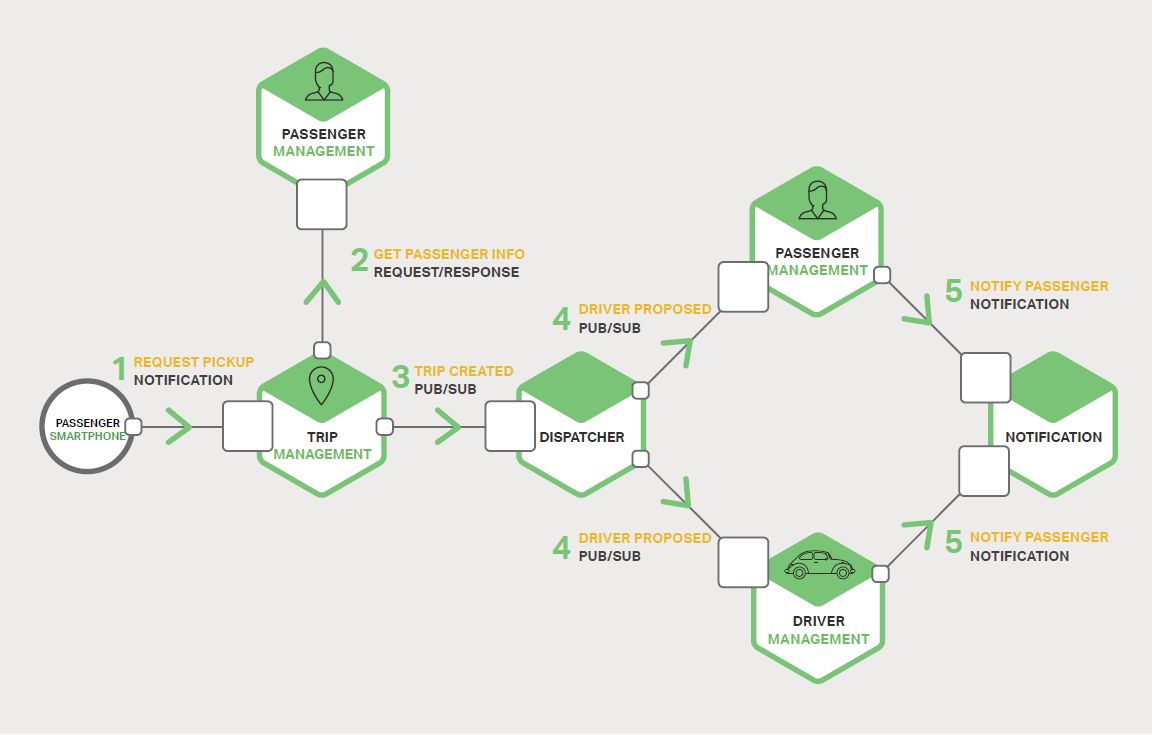 PASSENGER
MANAGEMENT
2 GET PASSENGER INFO
REQUEST/RESPONSE
1 REQUEST PICKUP
NOTIFICATION
PASSENGER
SMARTPHONE
TRIP
MANAGEMENT
3 TRIP CREATED
PUB/SUB
DISPATCHER
4 DRIVER PROPOSED
PUB/SUB
PASSENGER
MANAGEMENT
5 NOTIFY PASSENGER
NOTIFICATION
4 DRIVER PROPOSED
PUB/SUB
DRIVER
MANAGEMENT
5 NOTIFY PASSENGER
NOTIFICATION
NOTIFICATION